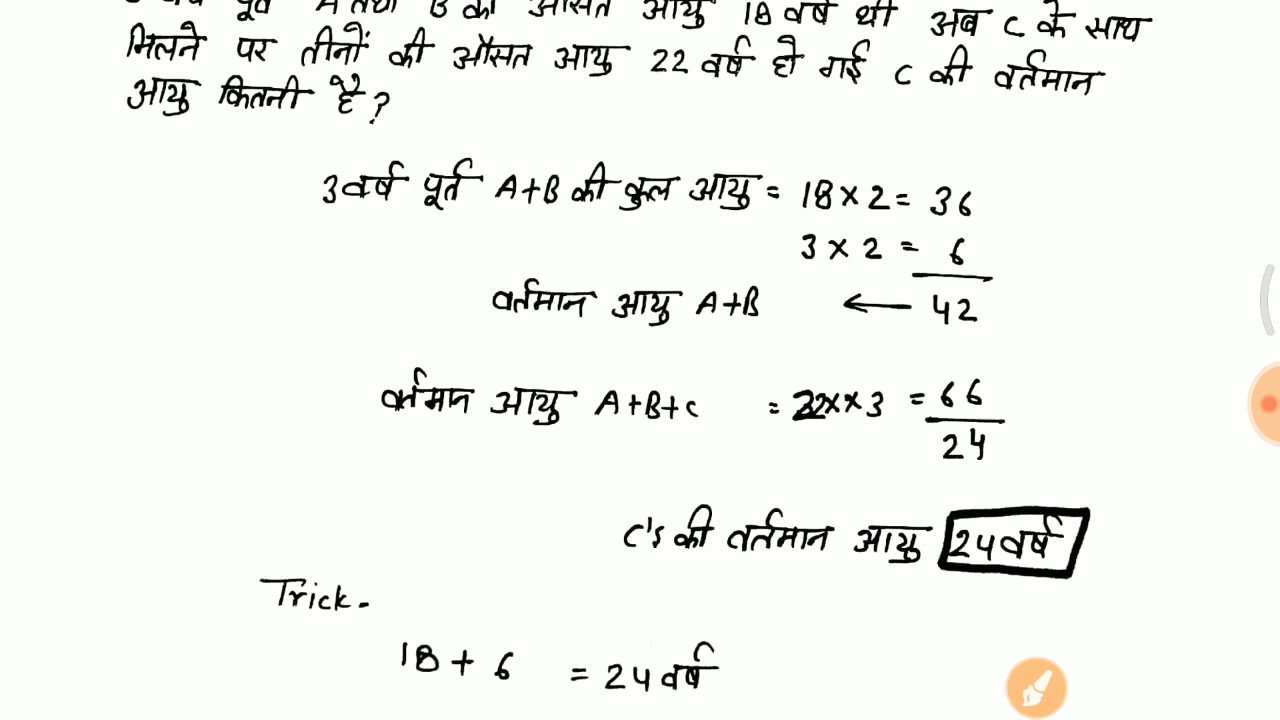 पूर्व A तथा B की औसत आयु 18 वर्ष थी अब C के साथ
मिलने पर तीनों की औसत आयु 22 वर्ष हो गई C की वर्तमान
आयु कितनी है?
3 वर्ष पूर्व A+B की कुल आयु = 18 × 2 = 36
3 × 2 = 6
वर्तमान आयु A+B ← 42
वर्तमान आयु A+B+C = 22 × × 3 = 66
24
C's की वर्तमान आयु 24 वर्ष
Trick -
18 + 6 = 24 वर्ष